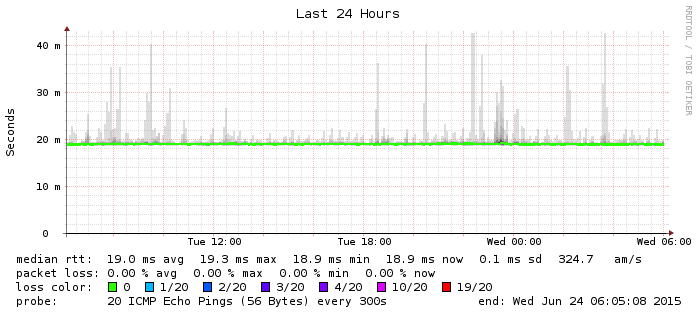 Last 24 Hours
RRDTOOL / TOBI OETIKER
Seconds
40 m
30 m
20 m
10 m
0
Tue 12:00 Tue 18:00 Wed 00:00 Wed 06:00
median rtt: 19.0 ms avg 19.3 ms max 18.9 ms min 18.9 ms now 0.1 ms sd 324.7 am/s
packet loss: 0.00 % avg 0.00 % max 0.00 % min 0.00 % now
loss color: 0 1/20 2/20 3/20 4/20 10/20 19/20
probe: 20 ICMP Echo Pings (56 Bytes) every 300s end: Wed Jun 24 06:05:08 2015